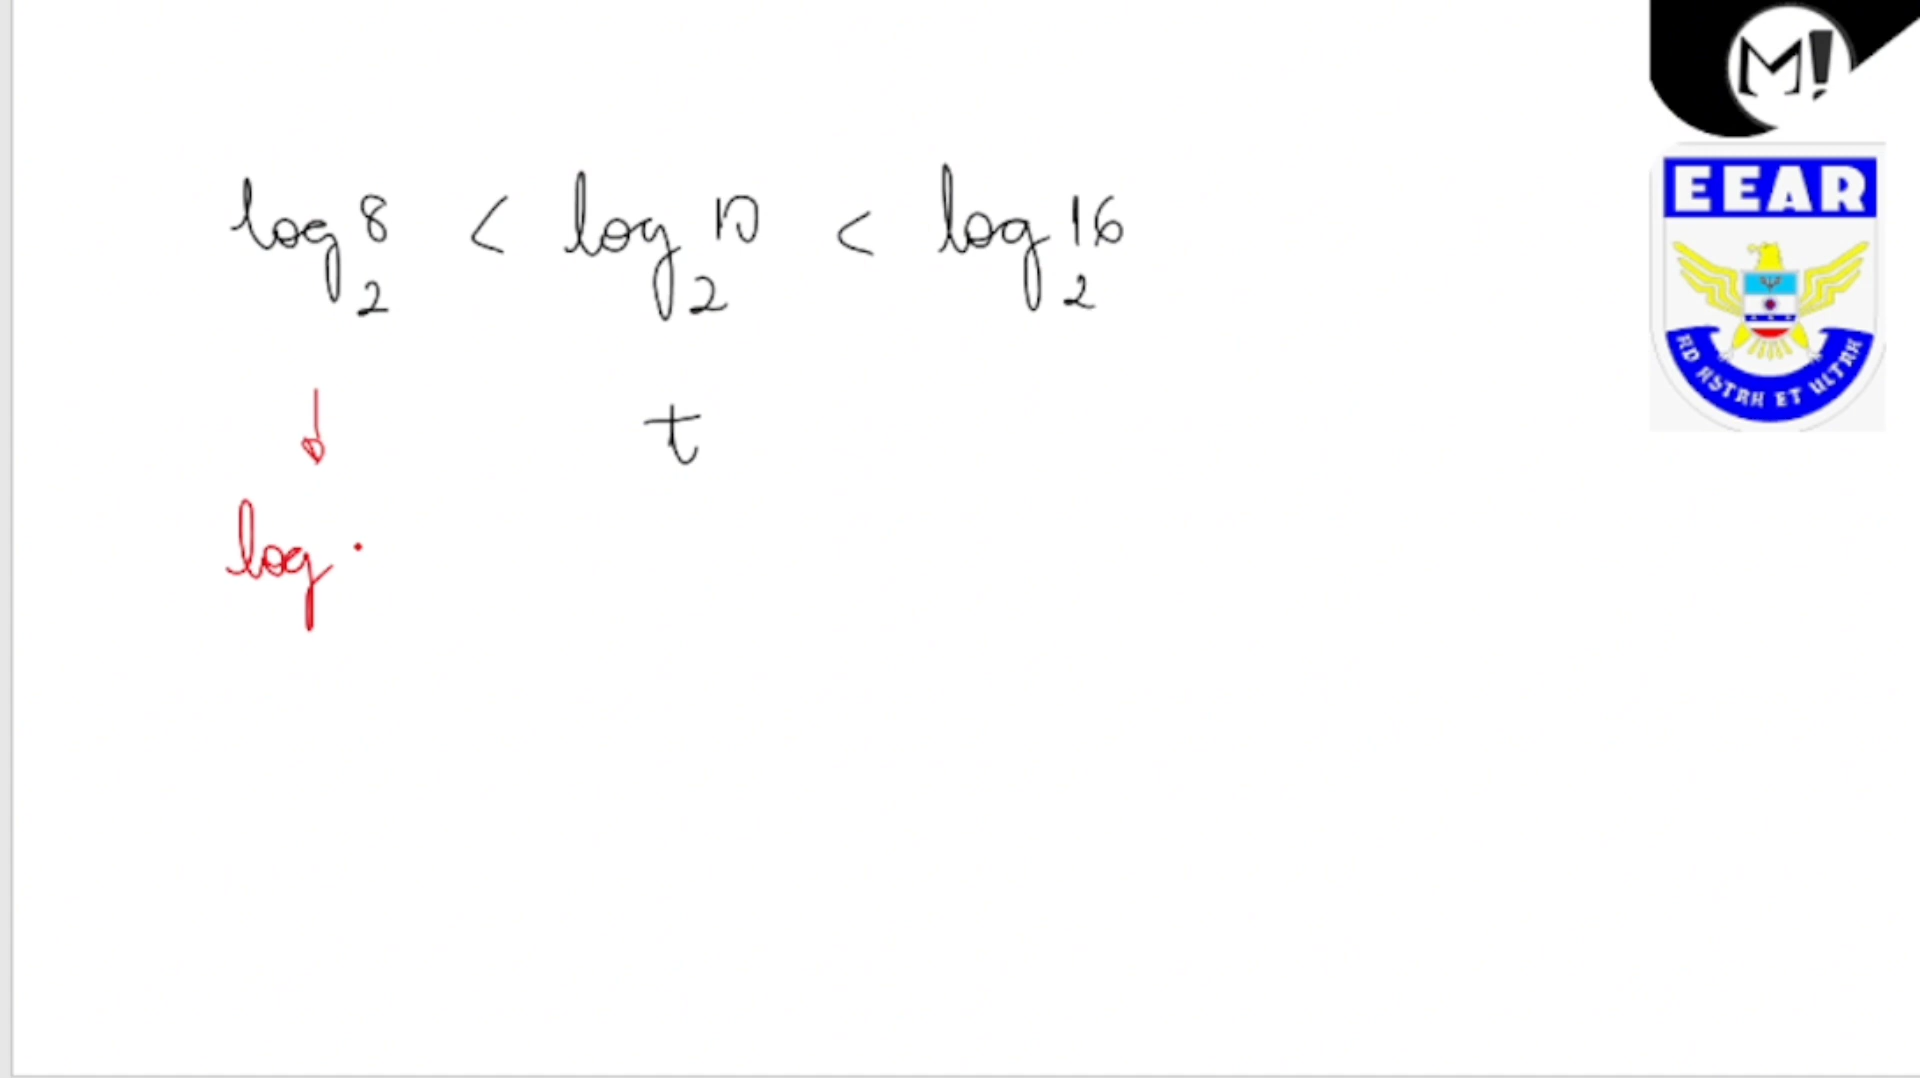 M!
EEAR
AD ASTRA ET ULTRA
log₂ 8 < log₂ 10 < log₂ 16
t
log .